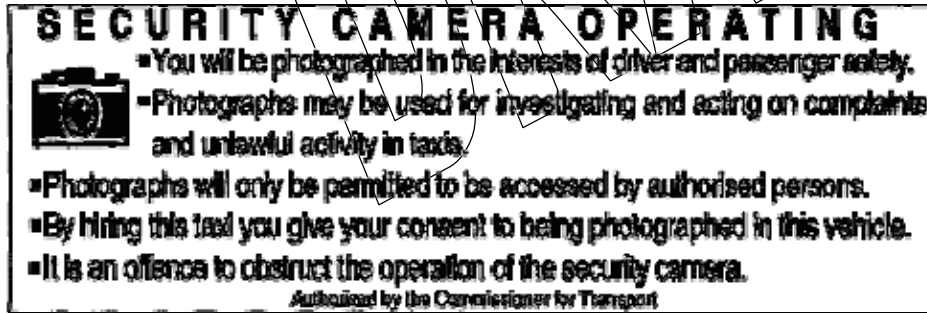 SECURITY CAMERA OPERATING
▪You will be photographed in the interests of driver and passenger safety.
▪Photographs may be used for investigating and acting on complaints
and unlawful activity in taxis.
▪Photographs will only be permitted to be accessed by authorised persons.
▪By hiring this taxi you give your consent to being photographed in this vehicle.
▪It is an offence to obstruct the operation of the security camera.
Authorised by the Commissioner for Transport